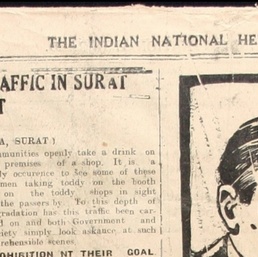 THE INDIAN NATIONAL HE
AFFIC IN SURAT
T
A, SURAT )
mmunities openly take a drink on
premises of a shop. It is a
ly occurence to see some of these
men taking toddy on the booth
on the toddy shops in sight
the passers by. To this depth of
gradation has this traffic been car-
d on and both Government and
ciety simply look askance at such
rehensible scenes
OHIBITION NT THEIR GOAL